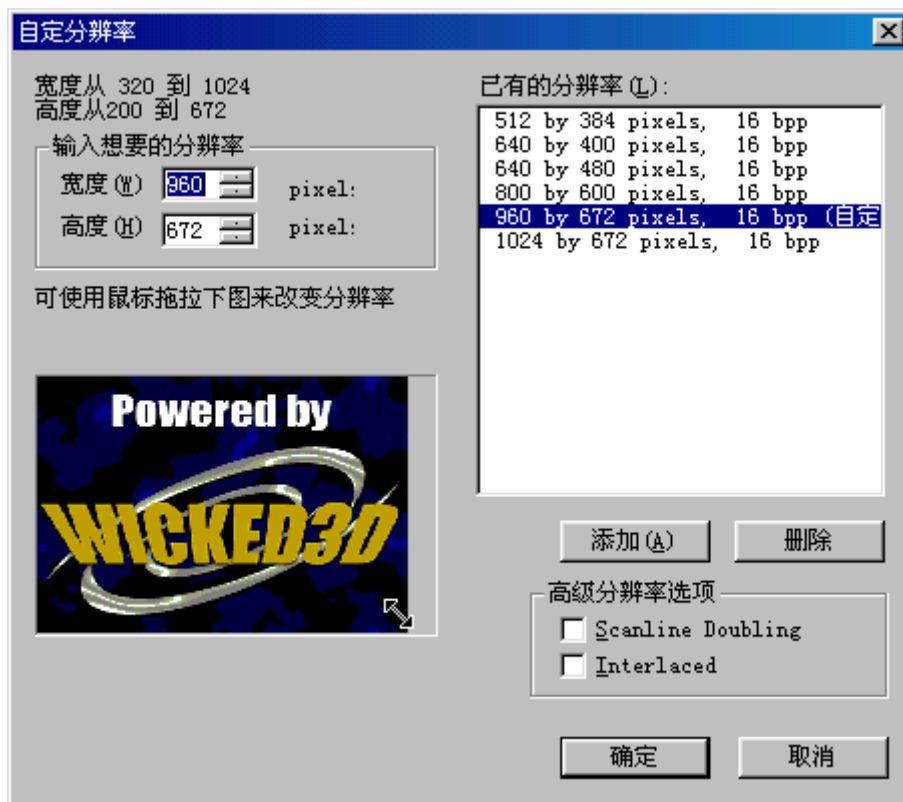 自定分辨率
宽度从 320 到 1024
高度从200 到 672
输入想要的分辨率
宽度(W) 960 pixel:
高度(H) 672 pixel:
可使用鼠标拖拉下图来改变分辨率
Powered by
WICKED3D
已有的分辨率(L):
512 by 384 pixels, 16 bpp
640 by 400 pixels, 16 bpp
640 by 480 pixels, 16 bpp
800 by 600 pixels, 16 bpp
960 by 672 pixels, 16 bpp (自定
1024 by 672 pixels, 16 bpp
添加(A) 删除
高级分辨率选项
Scanline Doubling
Interlaced
确定 取消